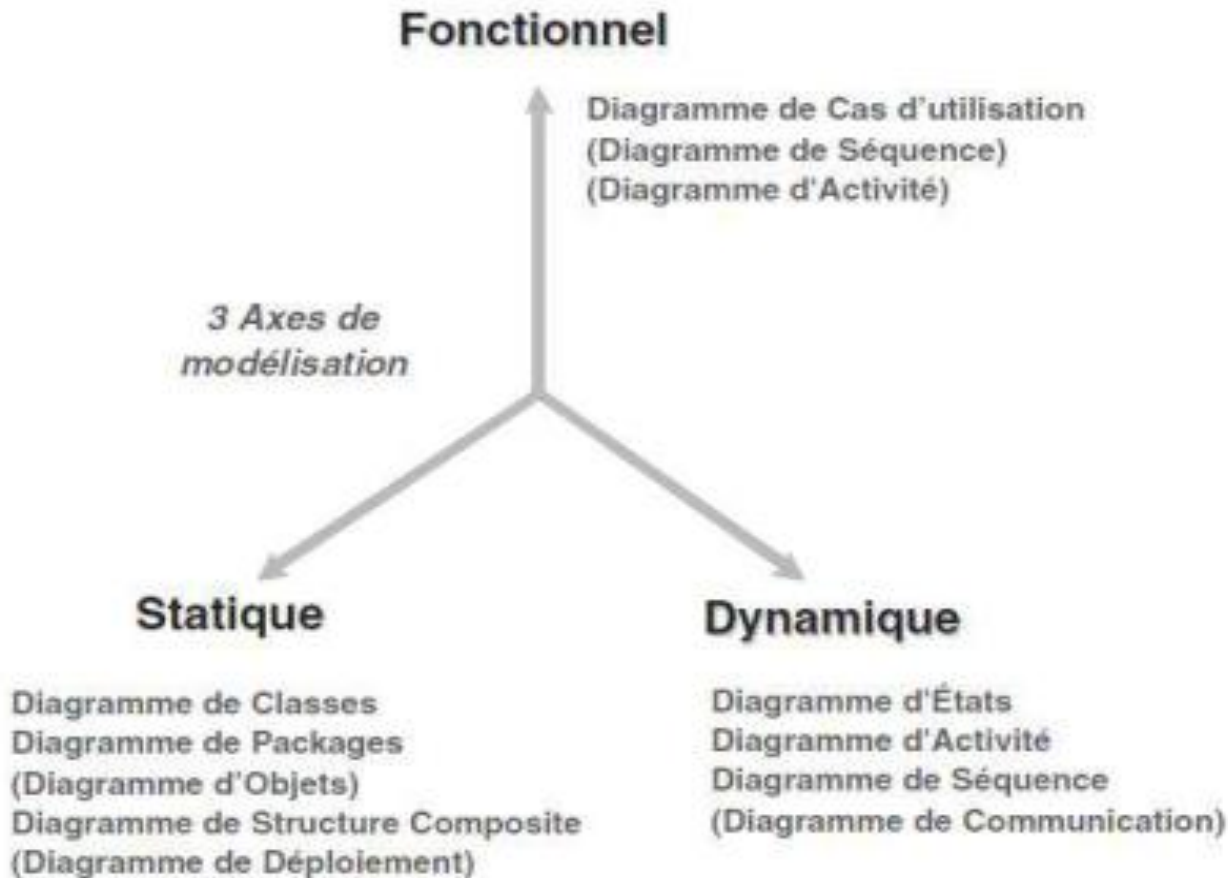 Fonctionnel
Diagramme de Cas d'utilisation
(Diagramme de Séquence)
(Diagramme d'Activité)
3 Axes de
modélisation
Statique
Diagramme de Classes
Diagramme de Packages
(Diagramme d'Objets)
Diagramme de Structure Composite
(Diagramme de Déploiement)
Dynamique
Diagramme d'États
Diagramme d'Activité
Diagramme de Séquence
(Diagramme de Communication)